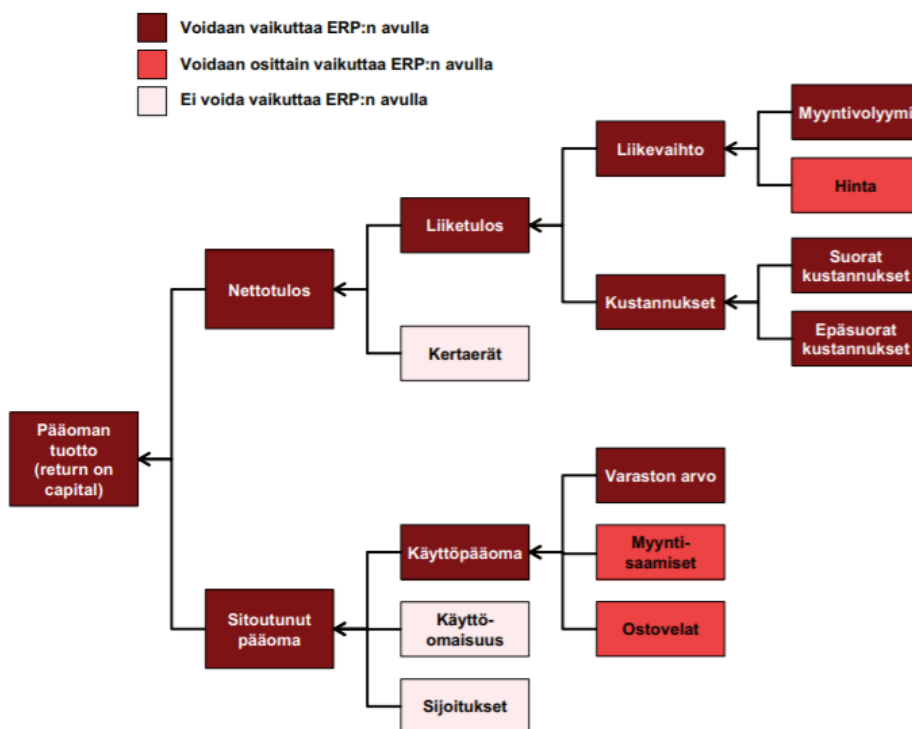 Voidaan vaikuttaa ERP:n avulla
Voidaan osittain vaikuttaa ERP:n avulla
Ei voida vaikuttaa ERP:n avulla
Myyntivolyymi
Liikevaihto
Hinta
Liiketulos
Suorat
kustannukset
Nettotulos
Kustannukset
Epäsuorat
kustannukset
Kertaerät
Pääoman
tuotto
(return on
capital)
Varaston arvo
Käyttöpääoma
Myynti-
saamiset
Sitoutunut
pääoma
Käyttö-
omaisuus
Ostovelat
Sijoitukset